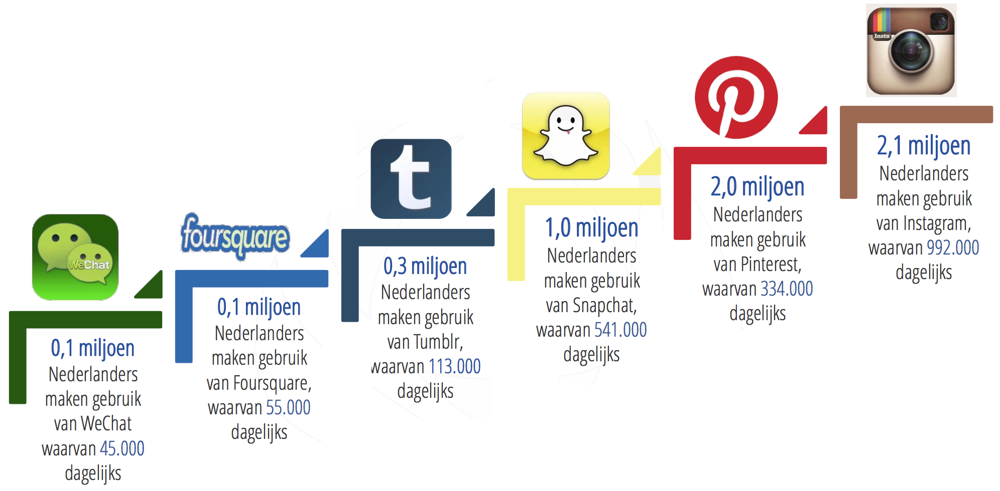 WeChat
0,1 miljoen
Nederlanders
maken gebruik
van WeChat
waarvan 45.000
dagelijks
foursquare
0,1 miljoen
Nederlanders
maken gebruik
van Foursquare,
waarvan 55.000
dagelijks
t
0,3 miljoen
Nederlanders
maken gebruik
van Tumblr,
waarvan 113.000
dagelijks
1,0 miljoen
Nederlanders
maken gebruik
van Snapchat,
waarvan 541.000
dagelijks
2,0 miljoen
Nederlanders
maken gebruik
van Pinterest,
waarvan 334.000
dagelijks
Insta
2,1 miljoen
Nederlanders
maken gebruik
van Instagram,
waarvan 992.000
dagelijks